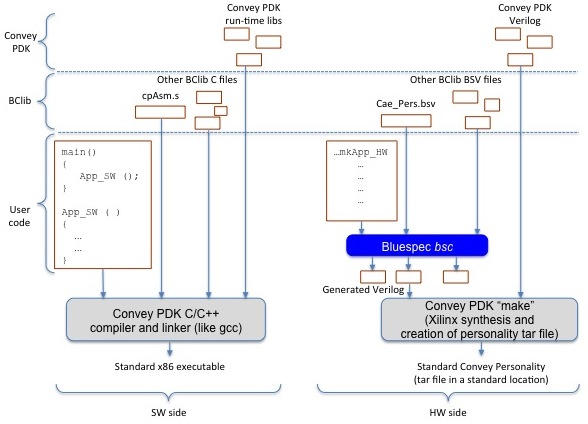 Convey PDK
run-time libs
Convey PDK
Verilog
Convey
PDK
Other BClib C files
Other BClib BSV files
BClib
cpAsm.s
Cae_Pers.bsv
main()
{
App_SW ();
}
App_SW ( )
{
…
…
}
…mkApp_HW
…
…
…
…
User
code
Bluespec bsc
Generated Verilog
Convey PDK C/C++
compiler and linker (like gcc)
Convey PDK “make”
(Xilinx synthesis and
creation of personality tar file)
Standard x86 executable
Standard Convey Personality
(tar file in a standard location)
SW side
HW side